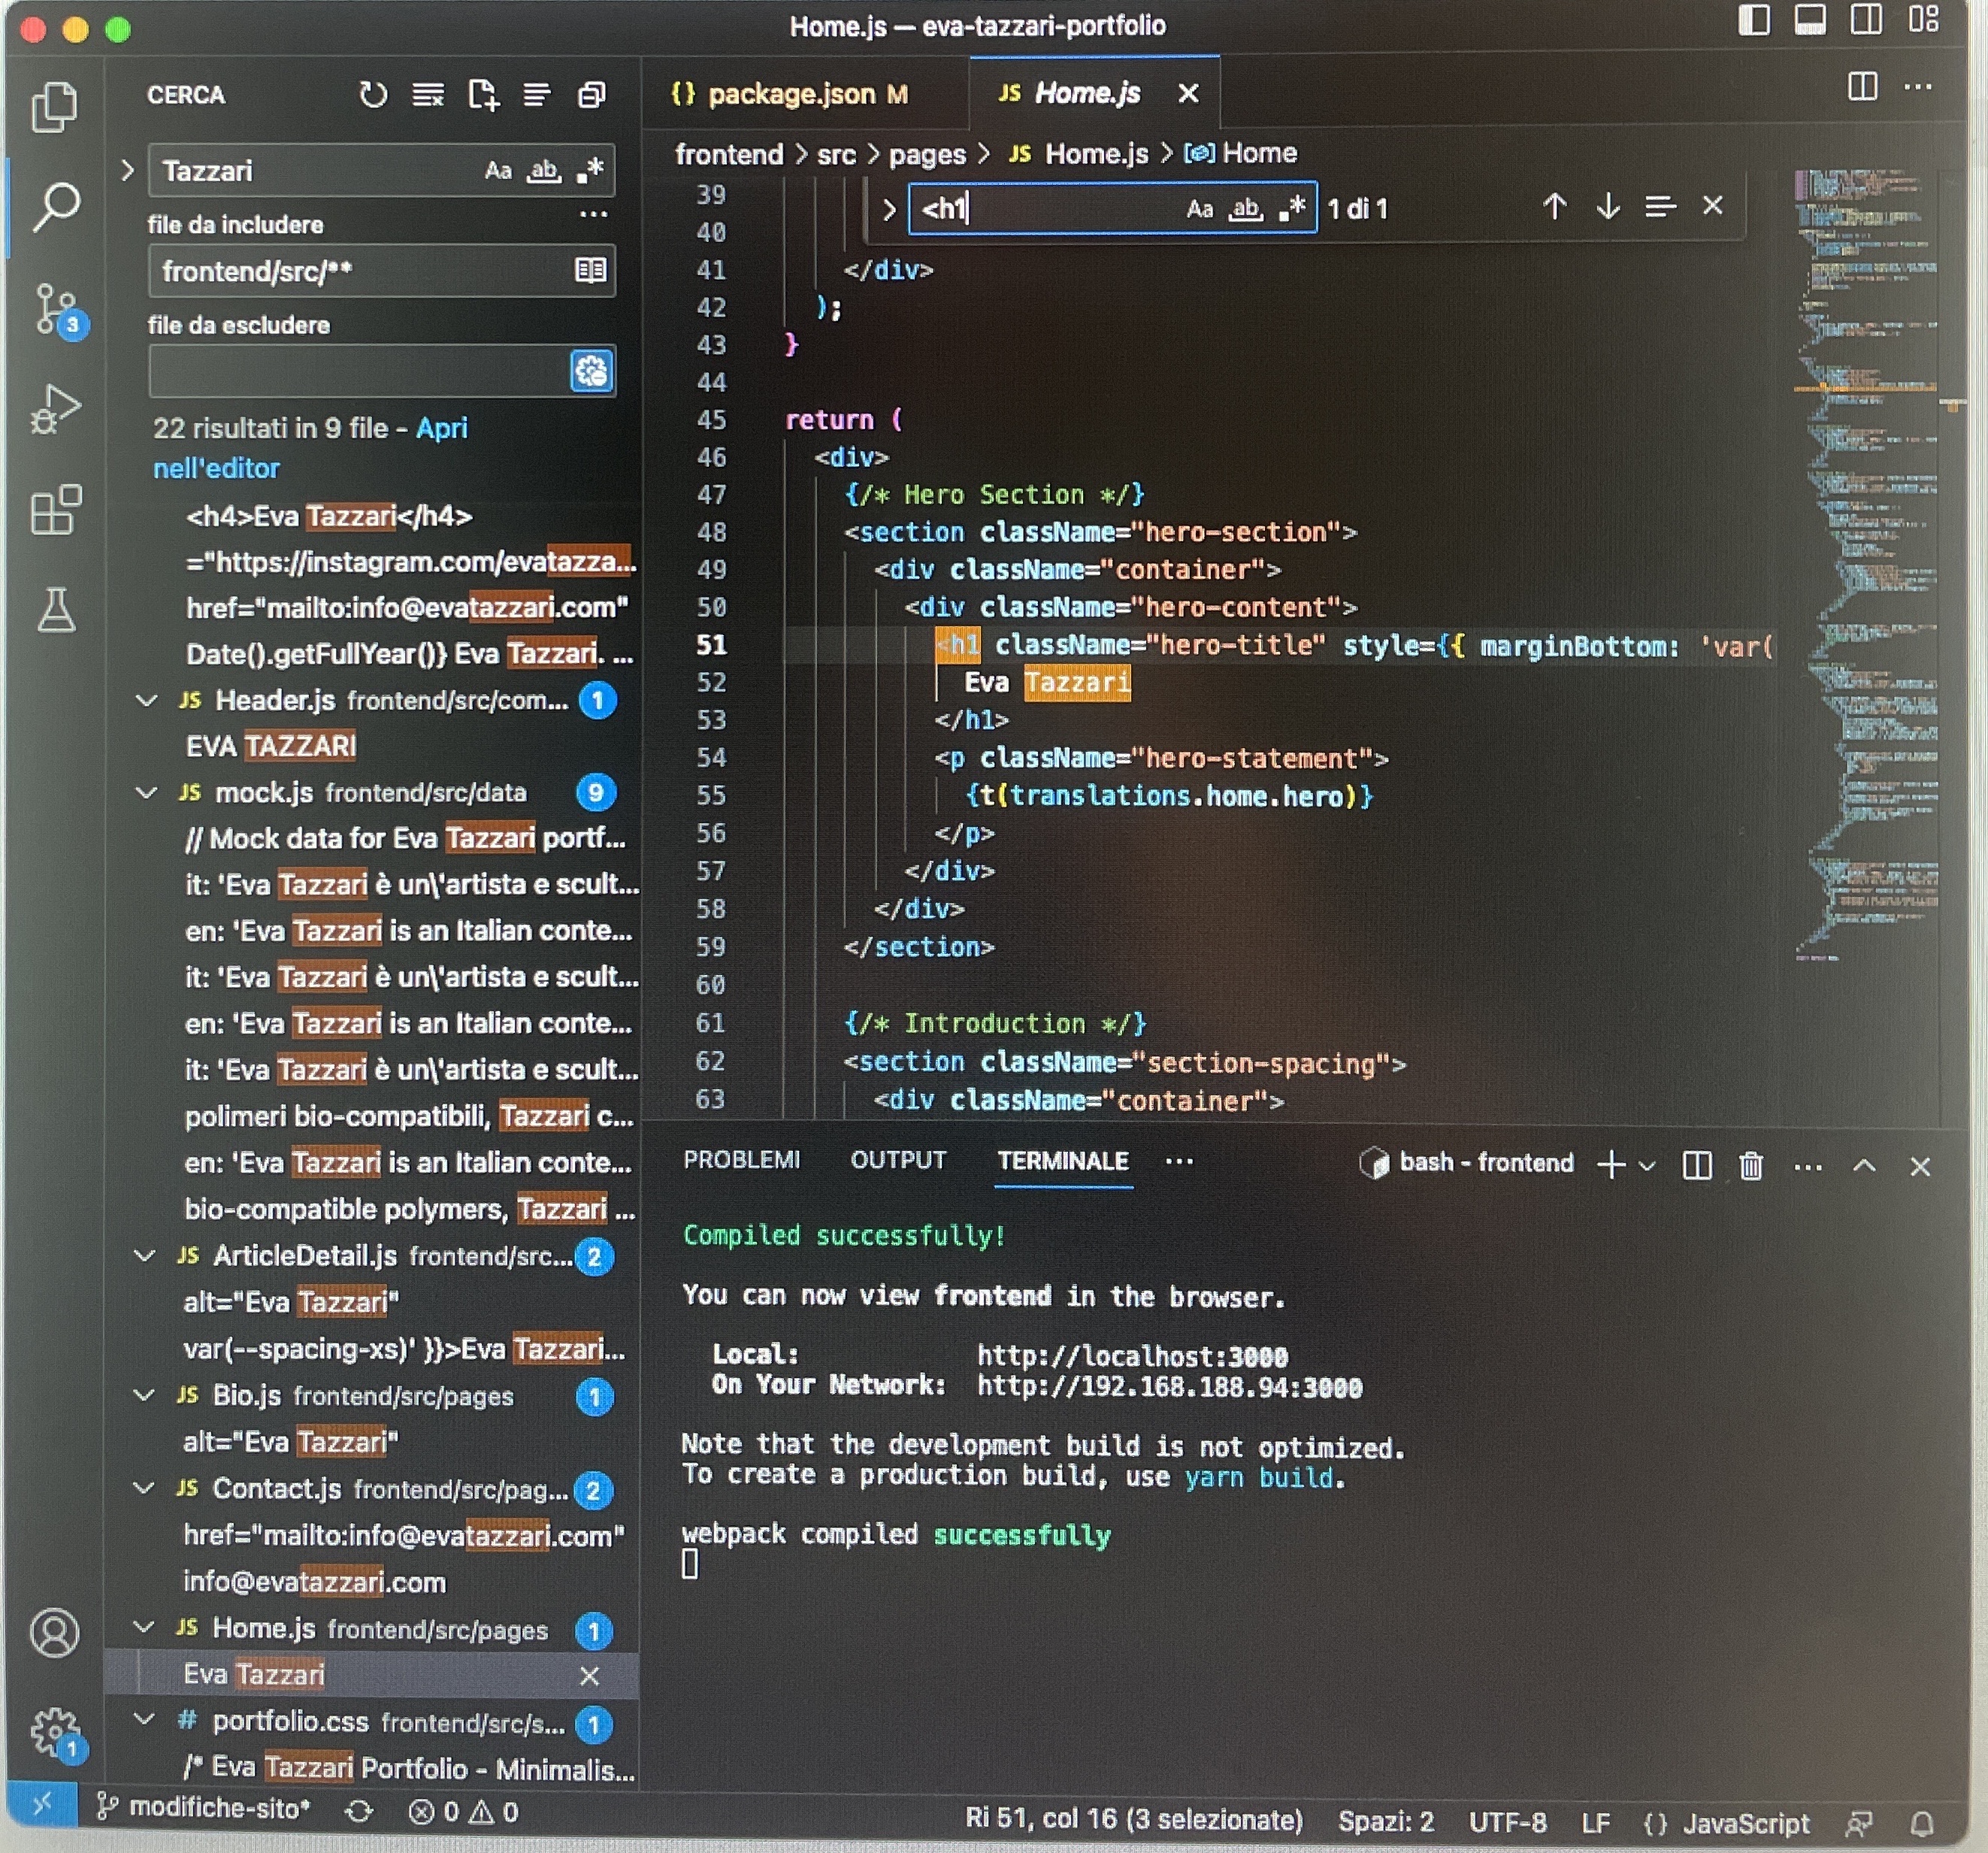 Home.js — eva-tazzari-portfolio
CERCA
Tazzari
Aa ab .*
file da includere
...
frontend/src/**
file da escludere
22 risultati in 9 file - Apri
nell'editor
<h4>Eva Tazzari</h4>
="https://instagram.com/evatazza...
href="mailto:info@evatazzari.com"
Date().getFullYear()} Eva Tazzari. ...
JS Header.js frontend/src/com... 1
EVA TAZZARI
JS mock.js frontend/src/data 9
// Mock data for Eva Tazzari portf...
it: 'Eva Tazzari è un\'artista e scult...
en: 'Eva Tazzari is an Italian conte...
it: 'Eva Tazzari è un\'artista e scult...
en: 'Eva Tazzari is an Italian conte...
it: 'Eva Tazzari è un\'artista e scult...
polimeri bio-compatibili, Tazzari c...
en: 'Eva Tazzari is an Italian conte...
bio-compatible polymers, Tazzari ...
JS ArticleDetail.js frontend/src... 2
alt="Eva Tazzari"
var(--spacing-xs)' }}>Eva Tazzari...
JS Bio.js frontend/src/pages 1
alt="Eva Tazzari"
JS Contact.js frontend/src/pag... 2
href="mailto:info@evatazzari.com"
info@evatazzari.com
JS Home.js frontend/src/pages 1
Eva Tazzari
# portfolio.css frontend/src/s... 1
/* Eva Tazzari Portfolio - Minimalis...
3
1
{} package.json M
JS Home.js
frontend > src > pages > JS Home.js > Home
<h1 Aa ab .* 1 di 1
39
40
41 </div>
42 );
43 }
44
45 return (
46 <div>
47 {/* Hero Section */}
48 <section className="hero-section">
49 <div className="container">
50 <div className="hero-content">
51 <h1 className="hero-title" style={{ marginBottom: 'var(
52 Eva Tazzari
53 </h1>
54 <p className="hero-statement">
55 {t(translations.home.hero)}
56 </p>
57 </div>
58 </div>
59 </section>
60
61 {/* Introduction */}
62 <section className="section-spacing">
63 <div className="container">
PROBLEMI OUTPUT TERMINALE ... bash - frontend
Compiled successfully!
You can now view frontend in the browser.
Local: http://localhost:3000
On Your Network: http://192.168.188.94:3000
Note that the development build is not optimized.
To create a production build, use yarn build.
webpack compiled successfully
modifiche-sito* 0 0
Ri 51, col 16 (3 selezionate) Spazi: 2 UTF-8 LF {} JavaScript